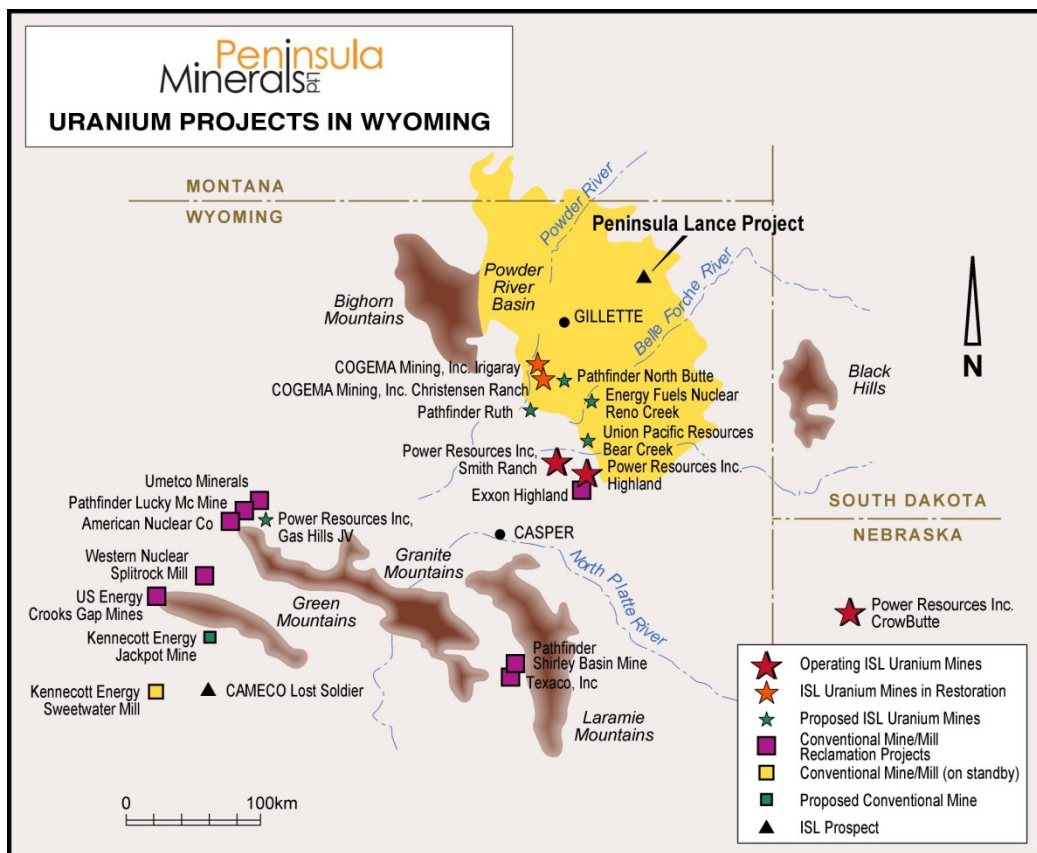 Peninsula
Minerals Ltd
URANIUM PROJECTS IN WYOMING
MONTANA
WYOMING
Powder River
Peninsula Lance Project
Powder
River
Basin
Bighorn
Mountains
GILLETTE
Belle Forche River
N
Black
Hills
COGEMA Mining, Inc. Irigaray
COGEMA Mining, Inc. Christensen Ranch
Pathfinder North Butte
Energy Fuels Nuclear
Reno Creek
Pathfinder Ruth
Union Pacific Resources
Bear Creek
Power Resources Inc,
Smith Ranch
Power Resources Inc.
Highland
Exxon Highland
Umetco Minerals
Pathfinder Lucky Mc Mine
American Nuclear Co
Power Resources Inc,
Gas Hills JV
SOUTH DAKOTA
NEBRASKA
CASPER
Granite
Mountains
North Platte River
Western Nuclear
Splitrock Mill
US Energy
Crooks Gap Mines
Green
Mountains
Kennecott Energy
Jackpot Mine
Power Resources Inc.
CrowButte
Pathfinder
Shirley Basin Mine
Texaco, Inc
Kennecott Energy
Sweetwater Mill
CAMECO Lost Soldier
Laramie
Mountains
Operating ISL Uranium Mines
ISL Uranium Mines in Restoration
Proposed ISL Uranium Mines
Conventional Mine/Mill
Reclamation Projects
Conventional Mine/Mill (on standby)
Proposed Conventional Mine
ISL Prospect
0 100km